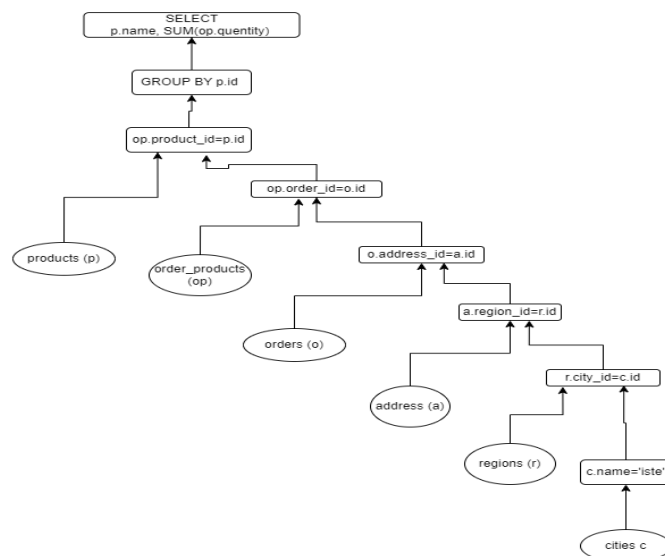 SELECT
p.name, SUM(op.quentity)
GROUP BY p.id
op.product_id=p.id
op.order_id=o.id
products (p)
order_products
(op)
o.address_id=a.id
orders (o)
a.region_id=r.id
address (a)
r.city_id=c.id
regions (r)
c.name='iste'
cities c